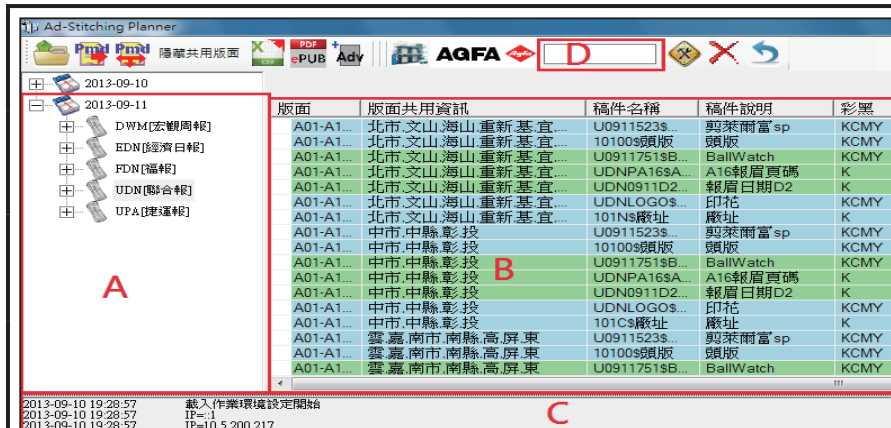 Ad-Stitching Planner
Pmd Pmd 隱藏共用版面 CSV PDF ePUB Adv AGFA Agfa D
2013-09-10
2013-09-11
DWM[宏觀周報]
EDN[經濟日報]
FDN[福報]
UDN[聯合報]
UPA[捷運報]
A
版面 版面共用資訊 稿件名稱 稿件說明 彩黑
A01-A1... 北市.文山.海山.重新.基.宜.... U0911523$... 剪萊爾富sp KCMY
A01-A1... 北市.文山.海山.重新.基.宜.... 10100$頭版 頭版 KCMY
A01-A1... 北市.文山.海山.重新.基.宜.... U0911751$B... BallWatch KCMY
A01-A1... 北市.文山.海山.重新.基.宜.... UDNPA16$A... A16報眉頁碼 K
A01-A1... 北市.文山.海山.重新.基.宜.... UDN0911D2... 報眉日期D2 K
A01-A1... 北市.文山.海山.重新.基.宜.... UDNLOGO$... 印花 KCMY
A01-A1... 北市.文山.海山.重新.基.宜.... 101N$廠址 廠址 K
A01-A1... 中市.中縣.彰.投 U0911523$... 剪萊爾富sp KCMY
A01-A1... 中市.中縣.彰.投 10100$頭版 頭版 KCMY
A01-A1... 中市.中縣.彰.投 U0911751$B... BallWatch KCMY
A01-A1... 中市.中縣.彰.投 UDNPA16$A... A16報眉頁碼 K
A01-A1... 中市.中縣.彰.投 UDN0911D2... 報眉日期D2 K
A01-A1... 中市.中縣.彰.投 UDNLOGO$... 印花 KCMY
A01-A1... 中市.中縣.彰.投 101C$廠址 廠址 K
A01-A1... 雲.嘉.南市.南縣.高.屏.東 U0911523$... 剪萊爾富sp KCMY
A01-A1... 雲.嘉.南市.南縣.高.屏.東 10100$頭版 頭版 KCMY
A01-A1... 雲.嘉.南市.南縣.高.屏.東 U0911751$B... BallWatch KCMY
B
2013-09-10 19:28:57 載入作業環境設定開始
2013-09-10 19:28:57 IP=::1
2013-09-10 19:28:57 IP=10.5.200.217
C